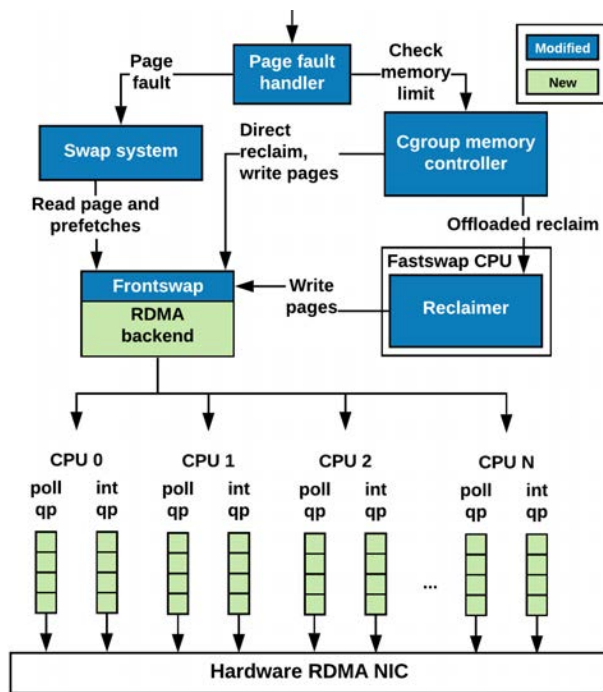 Page fault
handler
Modified
New
Page
fault
Check
memory
limit
Swap system
Direct
reclaim,
write pages
Cgroup memory
controller
Read page and
prefetches
Offloaded reclaim
Fastswap CPU
Frontswap
Write
pages
Reclaimer
RDMA
backend
CPU 0
CPU 1
CPU 2
CPU N
poll
qp
int
qp
poll
qp
int
qp
poll
qp
int
qp
poll
qp
int
qp
...
Hardware RDMA NIC